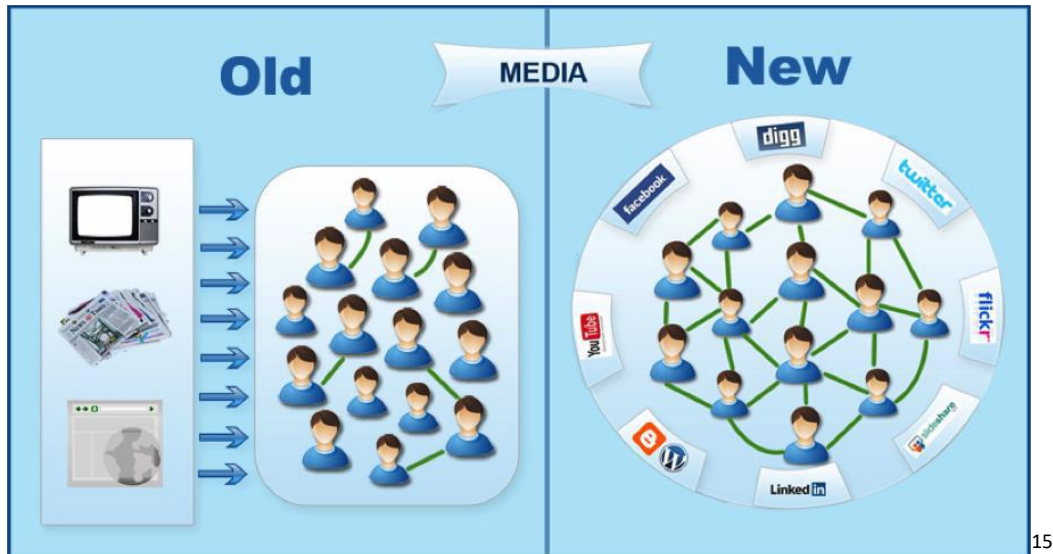 Old
MEDIA
New
digg
facebook
twitter
YouTube
flickr
slideshare
Linked in
15